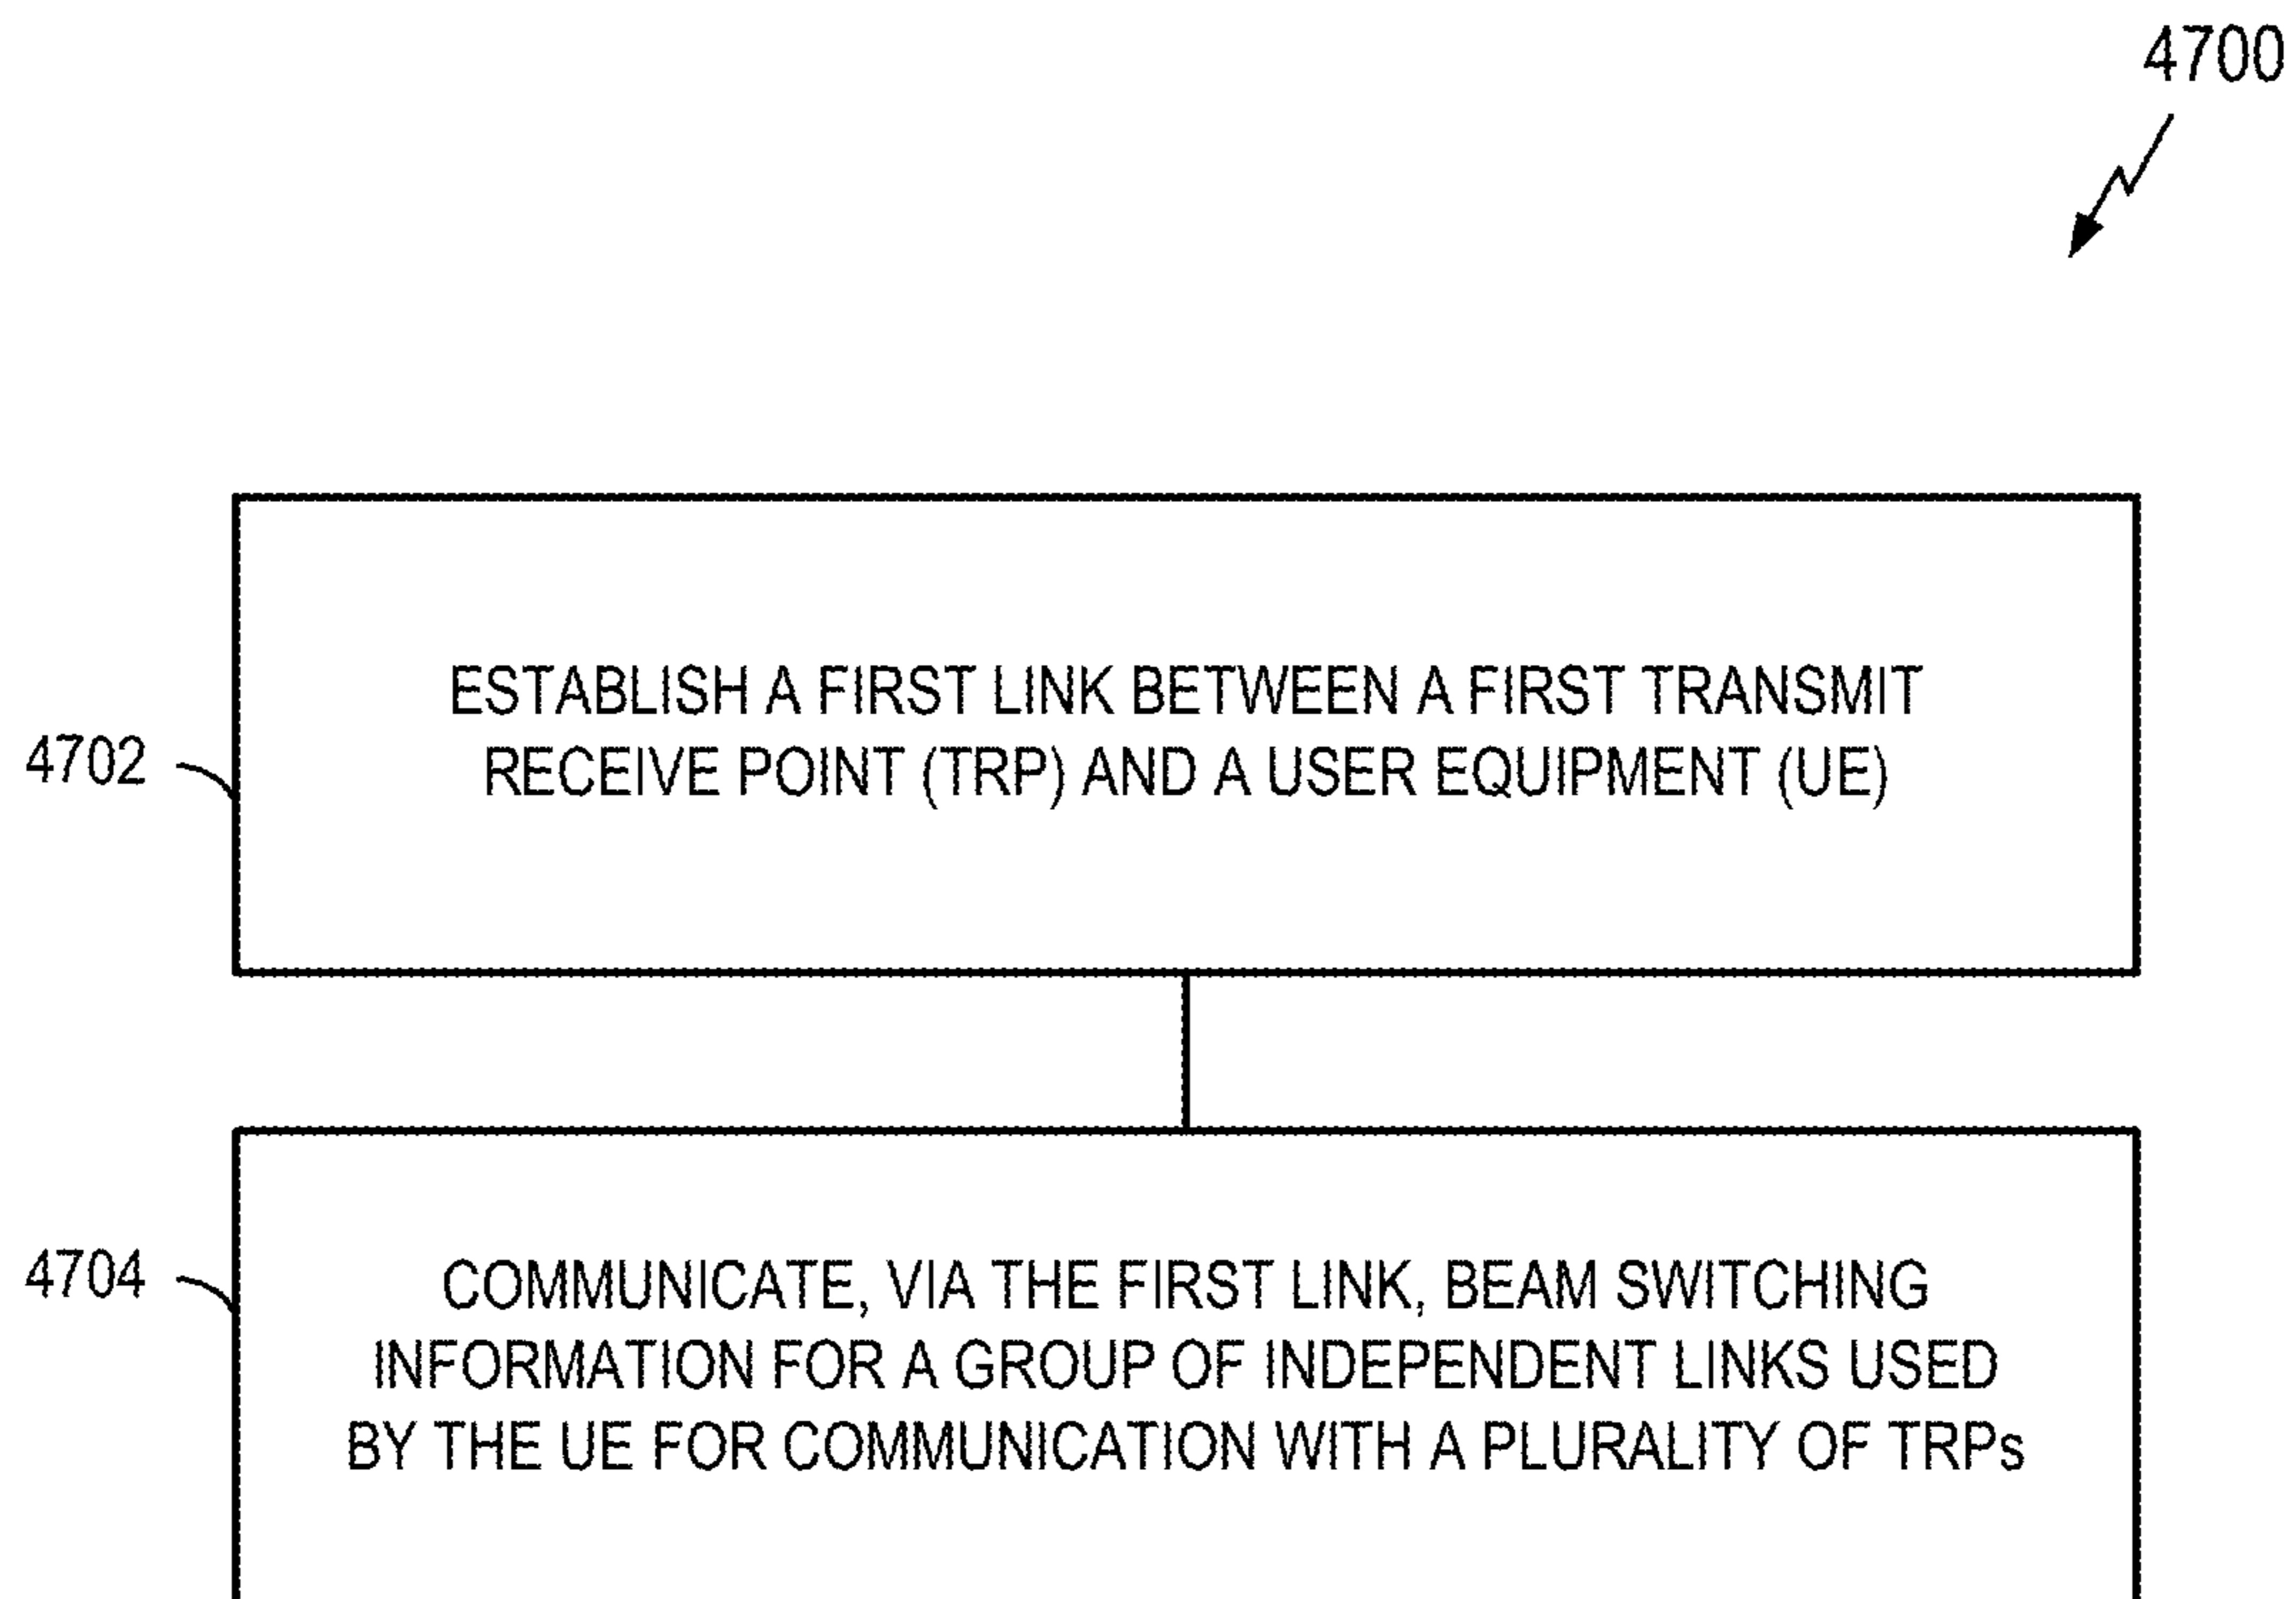 4700
ESTABLISH A FIRST LINK BETWEEN A FIRST TRANSMIT
RECEIVE POINT (TRP) AND A USER EQUIPMENT (UE)
4702
COMMUNICATE, VIA THE FIRST LINK, BEAM SWITCHING
INFORMATION FOR A GROUP OF INDEPENDENT LINKS USED
BY THE UE FOR COMMUNICATION WITH A PLURALITY OF TRPs
4704